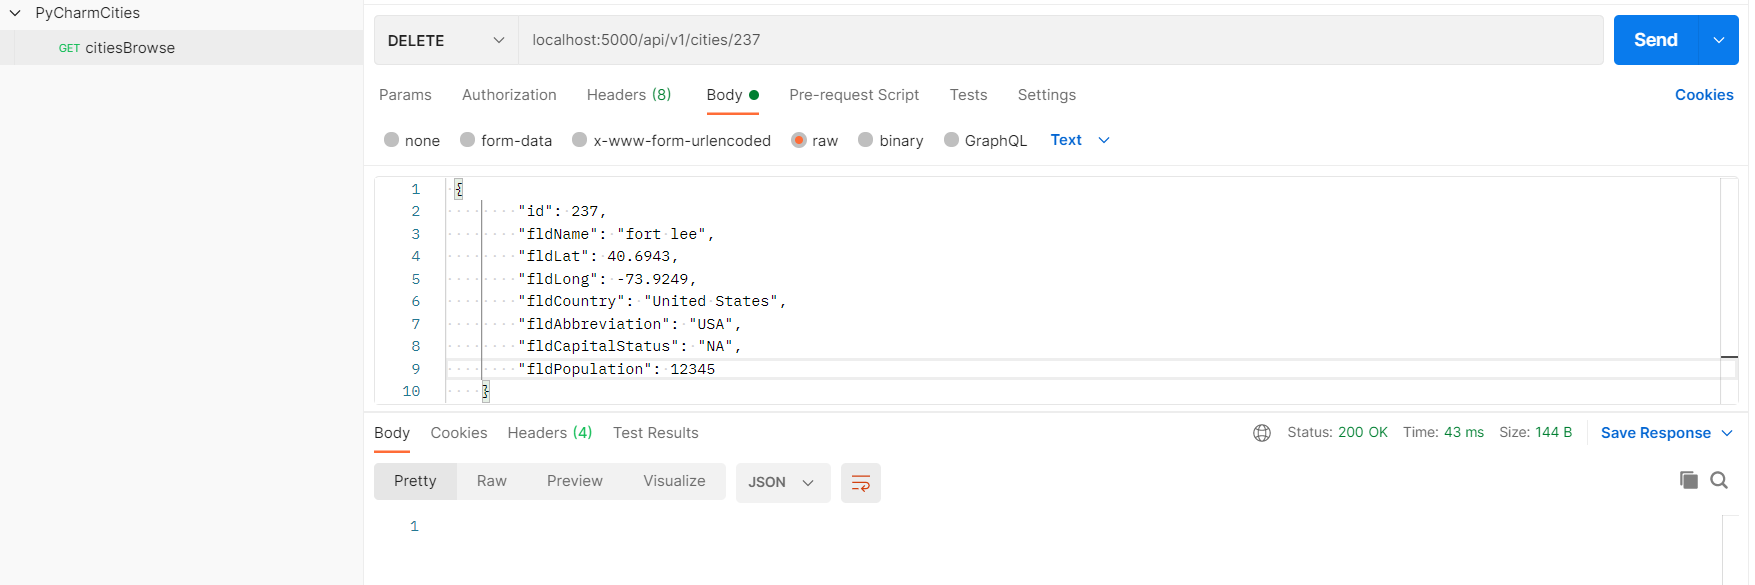 PyCharmCities
GET citiesBrowse
DELETE localhost:5000/api/v1/cities/237 Send
Params Authorization Headers (8) Body Pre-request Script Tests Settings Cookies
none form-data x-www-form-urlencoded raw binary GraphQL Text
1 {
2 "id": 237,
3 "fldName": "fort lee",
4 "fldLat": 40.6943,
5 "fldLong": -73.9249,
6 "fldCountry": "United States",
7 "fldAbbreviation": "USA",
8 "fldCapitalStatus": "NA",
9 "fldPopulation": 12345
10 }
Body Cookies Headers (4) Test Results Status: 200 OK Time: 43 ms Size: 144 B Save Response
Pretty Raw Preview Visualize JSON
1